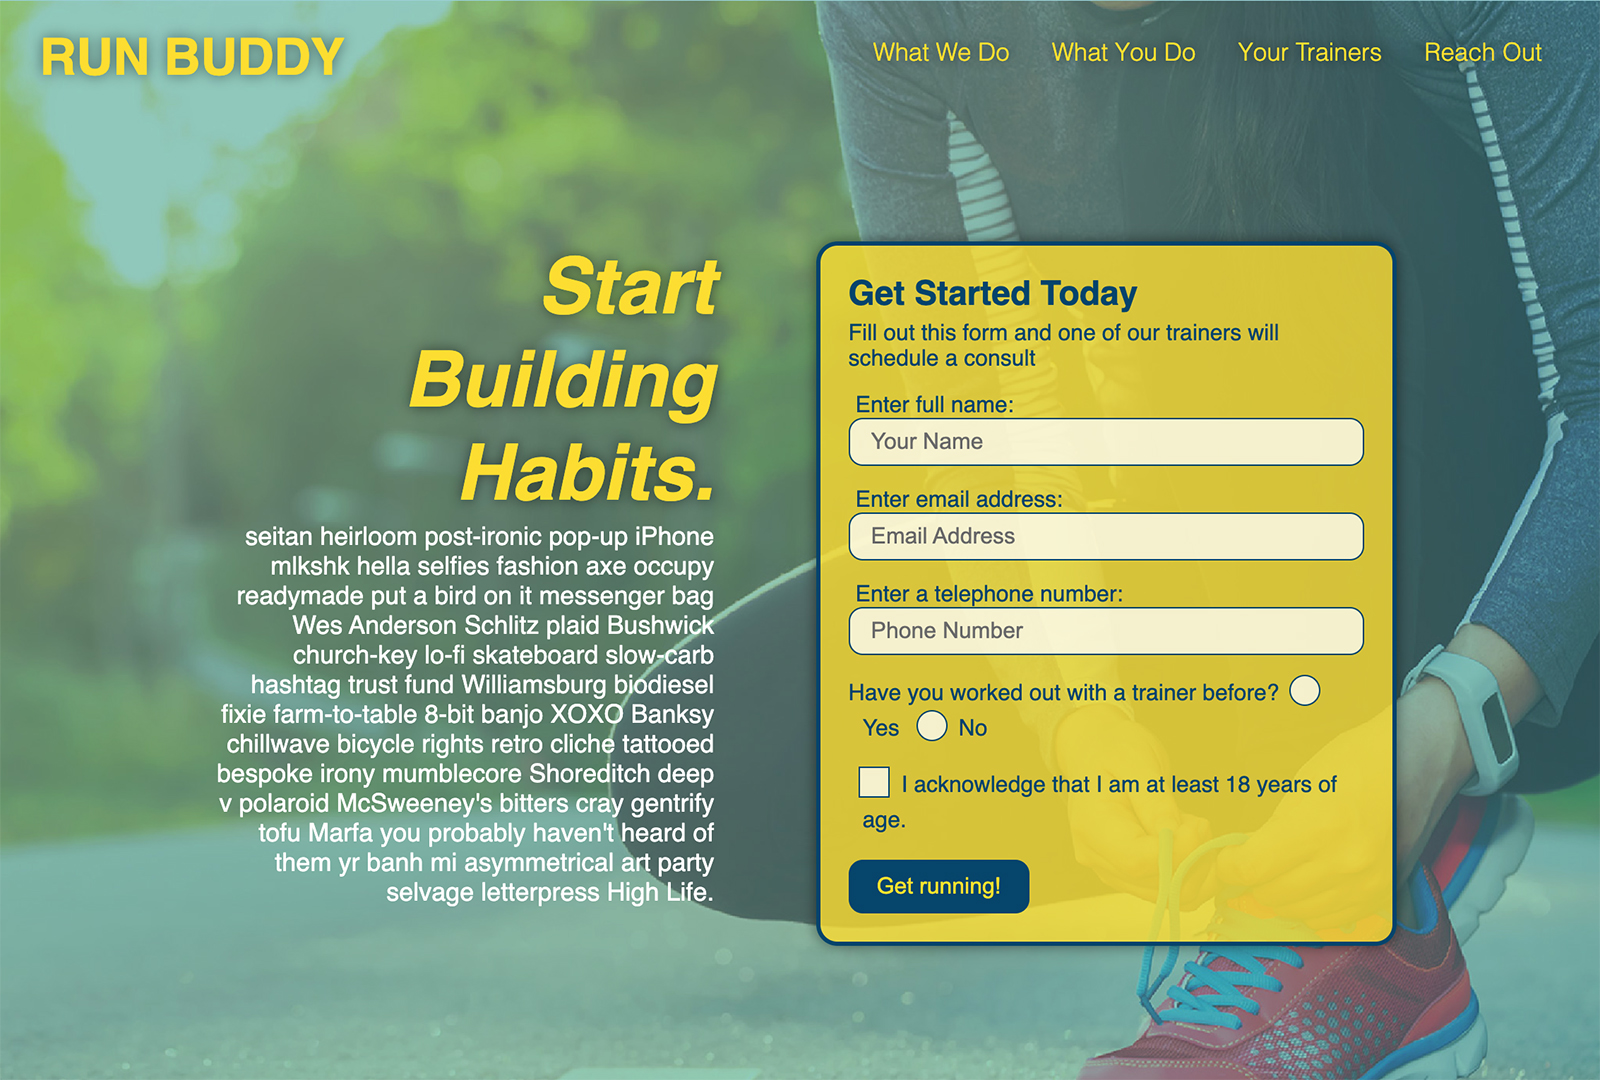 RUN BUDDY
What We Do What You Do Your Trainers Reach Out
Start
Building
Habits.
seitan heirloom post-ironic pop-up iPhone
mlkshk hella selfies fashion axe occupy
readymade put a bird on it messenger bag
Wes Anderson Schlitz plaid Bushwick
church-key lo-fi skateboard slow-carb
hashtag trust fund Williamsburg biodiesel
fixie farm-to-table 8-bit banjo XOXO Banksy
chillwave bicycle rights retro cliche tattooed
bespoke irony mumblecore Shoreditch deep
v polaroid McSweeney's bitters cray gentrify
tofu Marfa you probably haven't heard of
them yr banh mi asymmetrical art party
selvage letterpress High Life.
Get Started Today
Fill out this form and one of our trainers will
schedule a consult
Enter full name:
Your Name
Enter email address:
Email Address
Enter a telephone number:
Phone Number
Have you worked out with a trainer before?
Yes No
I acknowledge that I am at least 18 years of
age.
Get running!